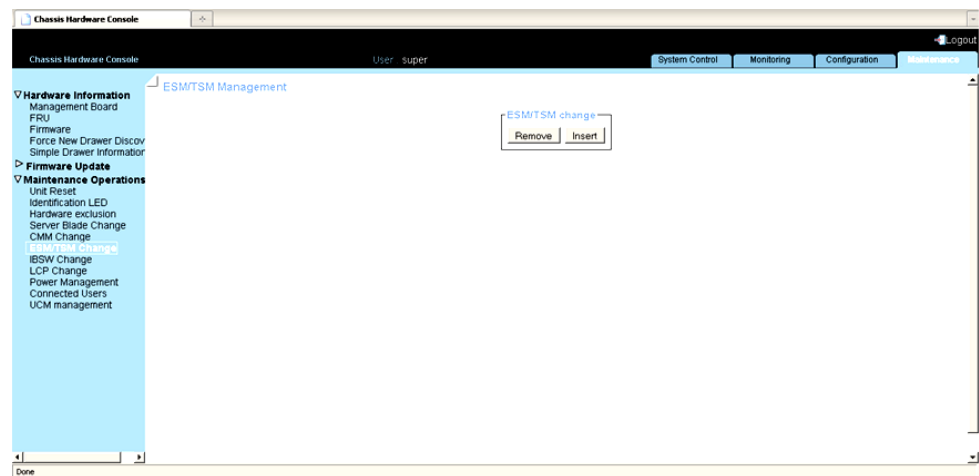 Chassis Hardware Console
Logout
Chassis Hardware Console
User super
System Control
Monitoring
Configuration
Maintenance
Hardware Information
Management Board
FRU
Firmware
Force New Drawer Discov
Simple Drawer Information
Firmware Update
Maintenance Operations
Unit Reset
Identification LED
Hardware exclusion
Server Blade Change
CMM Change
ESM/TSM Change
IBSW Change
LCP Change
Power Management
Connected Users
UCM management
ESM/TSM Management
ESM/TSM change
Remove
Insert
Done